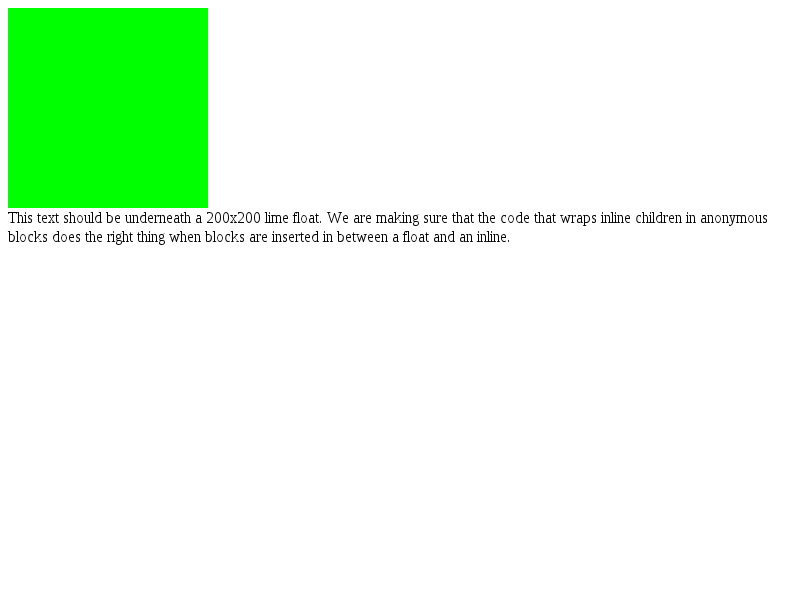 This text should be underneath a 200x200 lime float. We are making sure that the code that wraps inline children in anonymous
blocks does the right thing when blocks are inserted in between a float and an inline.